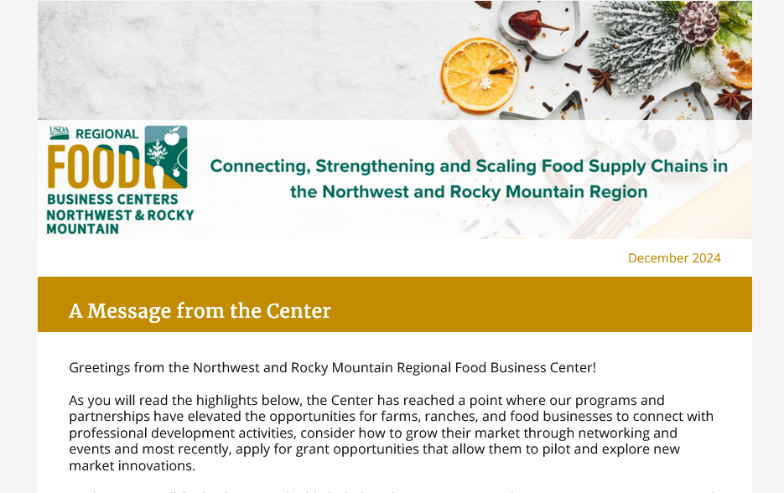 USDA REGIONAL
FOOD
BUSINESS CENTERS
NORTHWEST & ROCKY
MOUNTAIN
Connecting, Strengthening and Scaling Food Supply Chains in
the Northwest and Rocky Mountain Region
December 2024
A Message from the Center
Greetings from the Northwest and Rocky Mountain Regional Food Business Center!
As you will read the highlights below, the Center has reached a point where our programs and
partnerships have elevated the opportunities for farms, ranches, and food businesses to connect with
professional development activities, consider how to grow their market through networking and
events and most recently, apply for grant opportunities that allow them to pilot and explore new
market innovations.